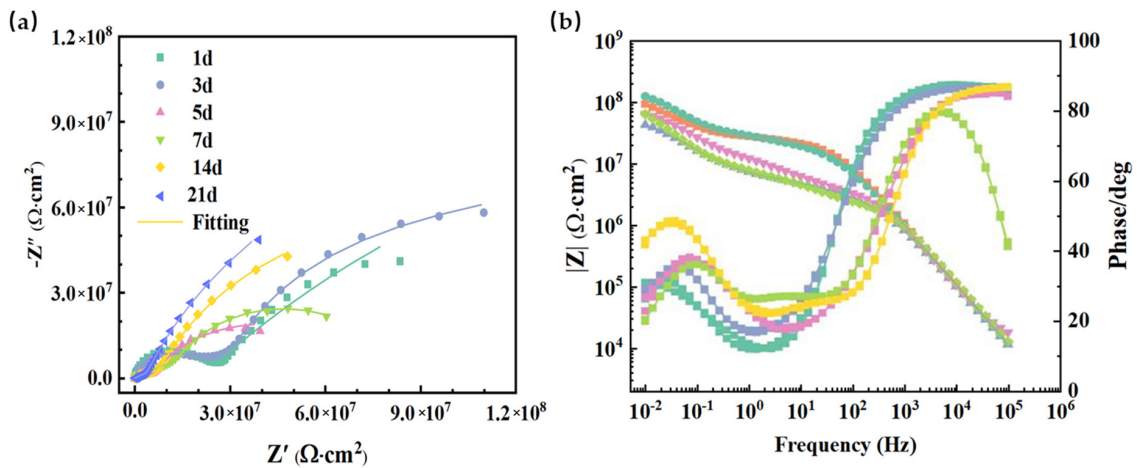 (a)
-Z″ (Ω·cm²)
1.2×10⁸
9.0×10⁷
6.0×10⁷
3.0×10⁷
0.0
1d
3d
5d
7d
14d
21d
Fitting
0.0 3.0×10⁷ 6.0×10⁷ 9.0×10⁷ 1.2×10⁸
Z′ (Ω·cm²)
(b)
|Z| (Ω·cm²)
10⁹
10⁸
10⁷
10⁶
10⁵
10⁴
100
80
60
40
20
0
Phase/deg
10⁻² 10⁻¹ 10⁰ 10¹ 10² 10³ 10⁴ 10⁵ 10⁶
Frequency (Hz)